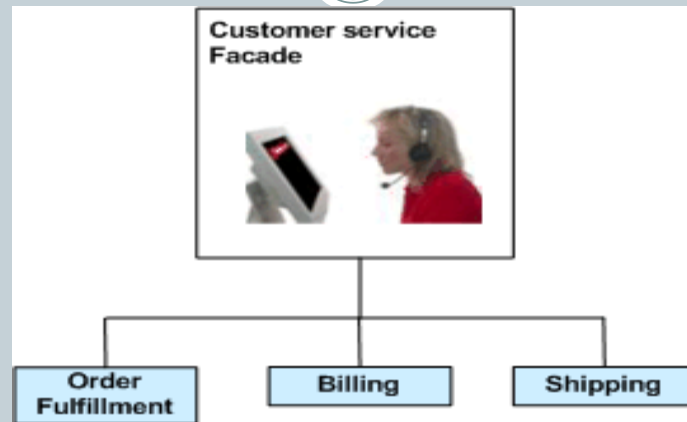 Customer service
Facade
Order
Fulfillment
Billing
Shipping